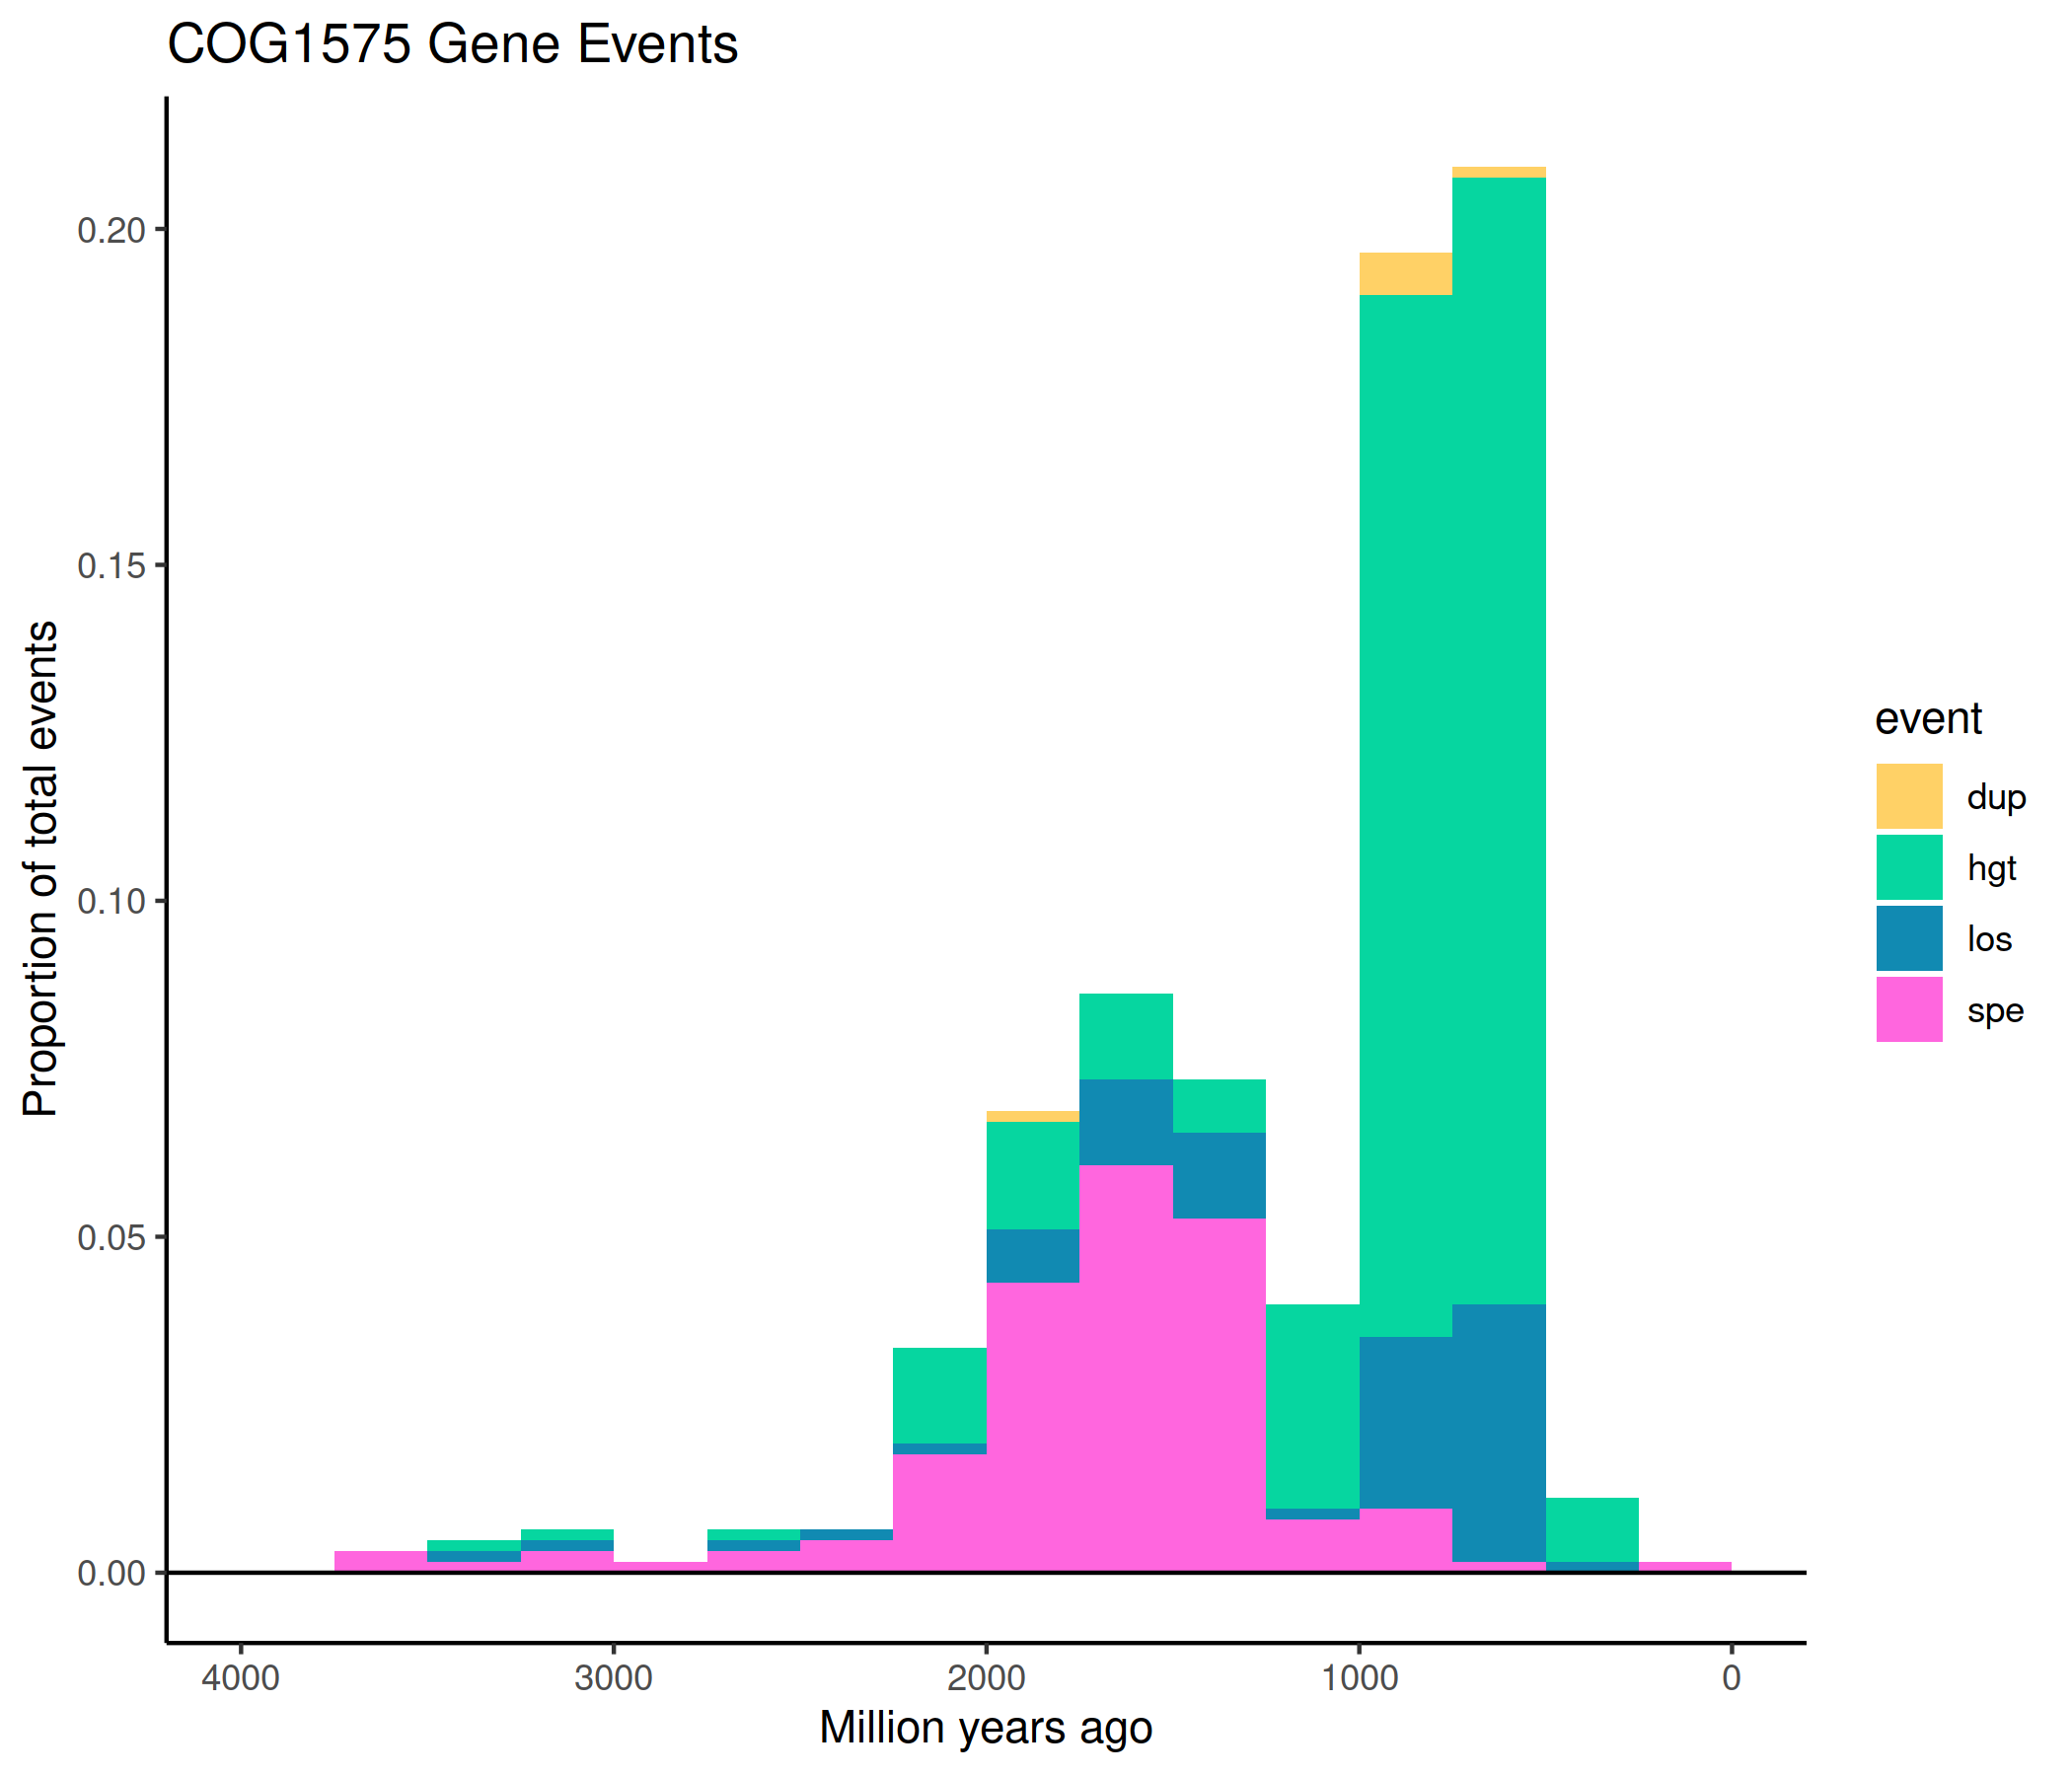 COG1575 Gene Events
Proportion of total events
0.20
0.15
0.10
0.05
0.00
4000 3000 2000 1000 0
Million years ago
event
dup
hgt
los
spe